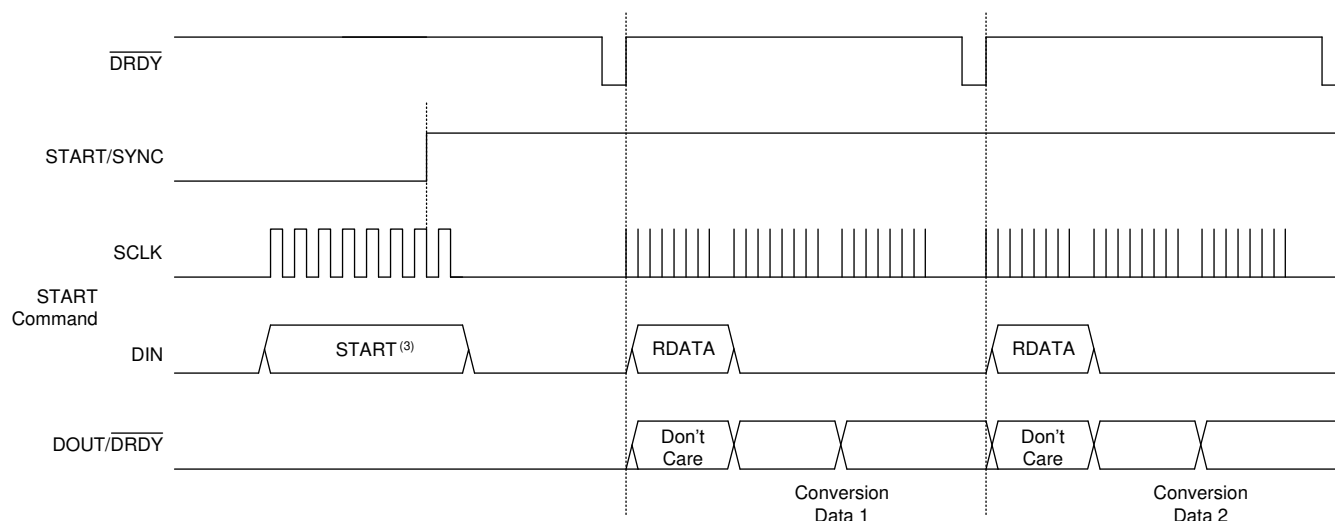 DRDY
START/SYNC
SCLK
START
Command
DIN
START (3)
RDATA
RDATA
DOUT/DRDY
Don't
Care
Don't
Care
Conversion
Data 1
Conversion
Data 2